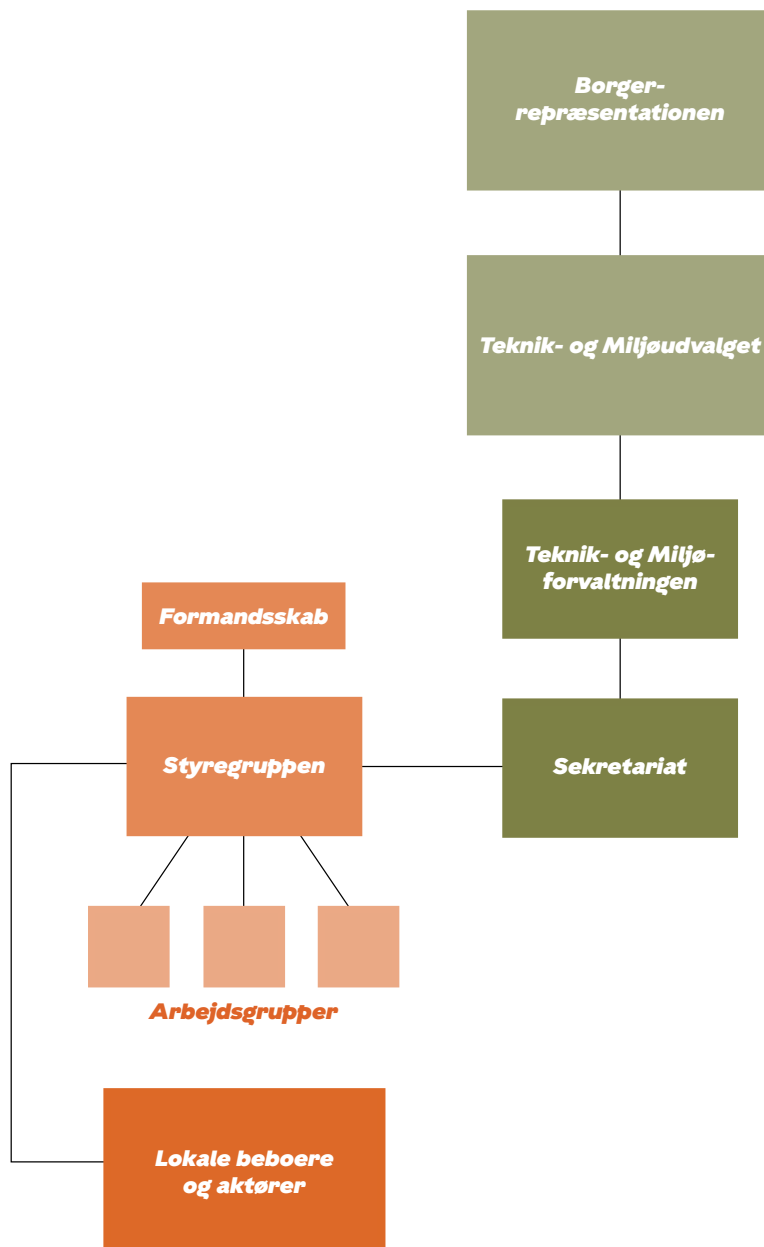 Borger-
repræsentationen
Teknik- og Miljøudvalget
Teknik- og Miljø-
forvaltningen
Formandsskab
Styregruppen
Sekretariat
Arbejdsgrupper
Lokale beboere
og aktører